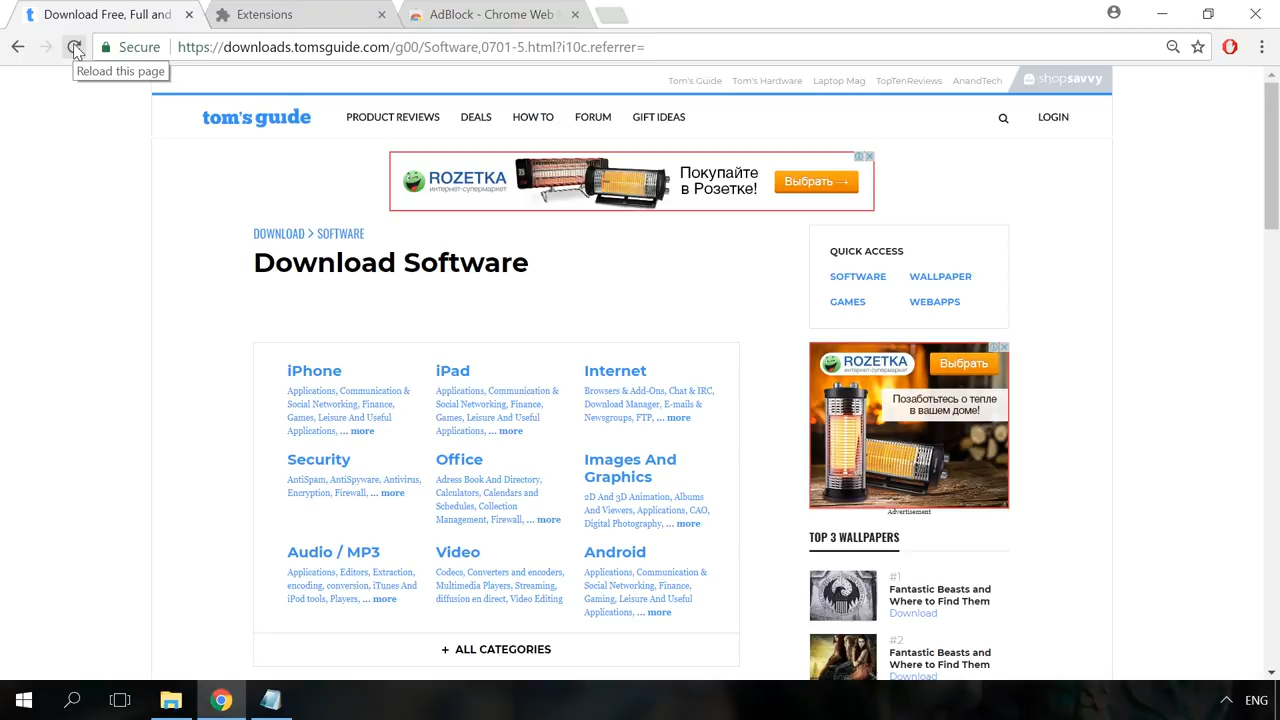 Download Free, Full and
Extensions
AdBlock - Chrome Web
Secure
https://downloads.tomsguide.com/g00/Software,0701-5.html?i10c.referrer=
Reload this page
Tom's Guide
Tom's Hardware
Laptop Mag
TopTenReviews
AnandTech
shopsavvy
tom's guide
PRODUCT REVIEWS
DEALS
HOW TO
FORUM
GIFT IDEAS
LOGIN
ROZETKA
интернет-супермаркет
Покупайте
в Розетке!
Выбрать →
DOWNLOAD > SOFTWARE
Download Software
QUICK ACCESS
SOFTWARE
WALLPAPER
GAMES
WEBAPPS
iPhone
Applications, Communication &
Social Networking, Finance,
Games, Leisure And Useful
Applications, ... more
iPad
Applications, Communication &
Social Networking, Finance,
Games, Leisure And Useful
Applications, ... more
Internet
Browsers & Add-Ons, Chat & IRC,
Download Manager, E-mails &
Newsgroups, FTP, ... more
Security
AntiSpam, AntiSpyware, Antivirus,
Encryption, Firewall, ... more
Office
Adress Book And Directory,
Calculators, Calendars and
Schedules, Collection
Management, Firewall, ... more
Images And
Graphics
2D And 3D Animation, Albums
And Viewers, Applications, CAO,
Digital Photography, ... more
Audio / MP3
Applications, Editors, Extraction,
encoding, conversion, iTunes And
iPod tools, Players, ... more
Video
Codecs, Converters and encoders,
Multimedia Players, Streaming,
diffusion en direct, Video Editing
Android
Applications, Communication &
Social Networking, Finance,
Gaming, Leisure And Useful
Applications, ... more
+ ALL CATEGORIES
ROZETKA
интернет-супермаркет
Выбрать
Позаботьтесь о тепле
в вашем доме!
Advertisement
TOP 3 WALLPAPERS
#1
Fantastic Beasts and
Where to Find Them
Download
#2
Fantastic Beasts and
Where to Find Them
Download
ENG